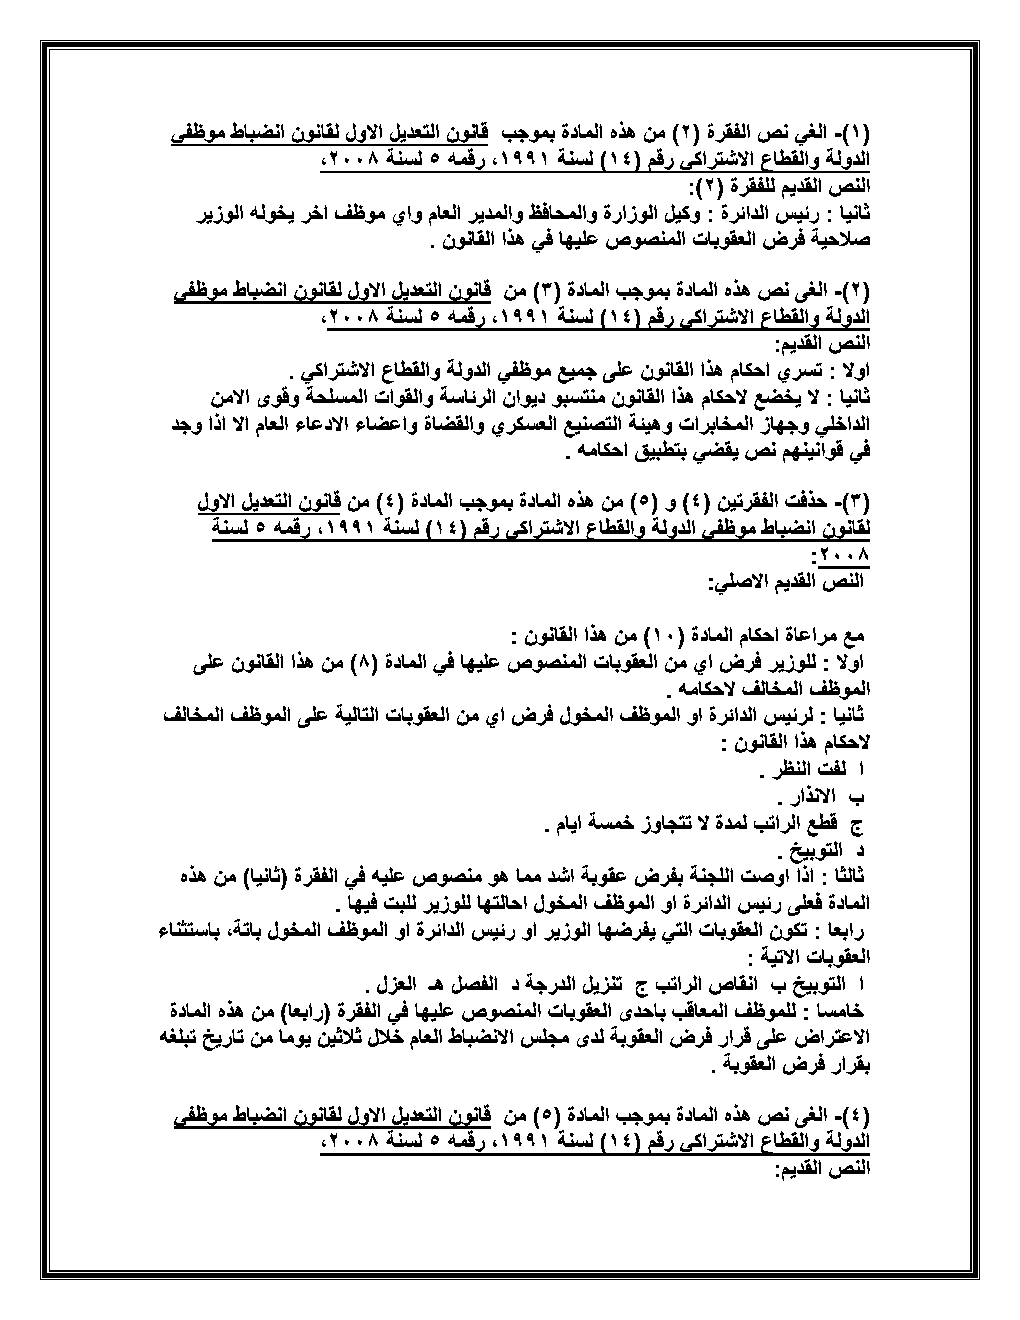 (١)- الغي نص الفقرة (٢) من هذه المادة بموجب قانون التعديل الاول لقانون انضباط موظفي
الدولة والقطاع الاشتراكي رقم (١٤) لسنة ١٩٩١، رقمه ٥ لسنة ٢٠٠٨،
النص القديم للفقرة (٢):
ثانيا : رئيس الدائرة : وكيل الوزارة والمحافظ والمدير العام واي موظف اخر يخوله الوزير
صلاحية فرض العقوبات المنصوص عليها في هذا القانون .
(٢)- الغى نص هذه المادة بموجب المادة (٣) من قانون التعديل الاول لقانون انضباط موظفي
الدولة والقطاع الاشتراكي رقم (١٤) لسنة ١٩٩١، رقمه ٥ لسنة ٢٠٠٨،
النص القديم:
اولا : تسري احكام هذا القانون على جميع موظفي الدولة والقطاع الاشتراكي .
ثانيا : لا يخضع لاحكام هذا القانون منتسبو ديوان الرئاسة والقوات المسلحة وقوى الامن
الداخلي وجهاز المخابرات وهيئة التصنيع العسكري والقضاة واعضاء الادعاء العام الا اذا وجد
في قوانينهم نص يقضي بتطبيق احكامه .
(٣)- حذفت الفقرتين (٤) و (٥) من هذه المادة بموجب المادة (٤) من قانون التعديل الاول
لقانون انضباط موظفي الدولة والقطاع الاشتراكي رقم (١٤) لسنة ١٩٩١، رقمه ٥ لسنة
٢٠٠٨:
النص القديم الاصلي:
مع مراعاة احكام المادة (١٠) من هذا القانون :
اولا : للوزير فرض اي من العقوبات المنصوص عليها في المادة (٨) من هذا القانون على
الموظف المخالف لاحكامه .
ثانيا : لرئيس الدائرة او الموظف المخول فرض اي من العقوبات التالية على الموظف المخالف
لاحكام هذا القانون :
ا لفت النظر .
ب الانذار .
ج قطع الراتب لمدة لا تتجاوز خمسة ايام .
د التوبيخ .
ثالثا : اذا اوصت اللجنة بفرض عقوبة اشد مما هو منصوص عليه في الفقرة (ثانيا) من هذه
المادة فعلى رئيس الدائرة او الموظف المخول احالتها للوزير للبت فيها .
رابعا : تكون العقوبات التي يفرضها الوزير او رئيس الدائرة او الموظف المخول باتة، باستثناء
العقوبات الاتية :
ا التوبيخ ب انقاص الراتب ج تنزيل الدرجة د الفصل هـ العزل .
خامسا : للموظف المعاقب باحدى العقوبات المنصوص عليها في الفقرة (رابعا) من هذه المادة
الاعتراض على قرار فرض العقوبة لدى مجلس الانضباط العام خلال ثلاثين يوما من تاريخ تبلغه
بقرار فرض العقوبة .
(٤)- الغى نص هذه المادة بموجب المادة (٥) من قانون التعديل الاول لقانون انضباط موظفي
الدولة والقطاع الاشتراكي رقم (١٤) لسنة ١٩٩١، رقمه ٥ لسنة ٢٠٠٨،
النص القديم: